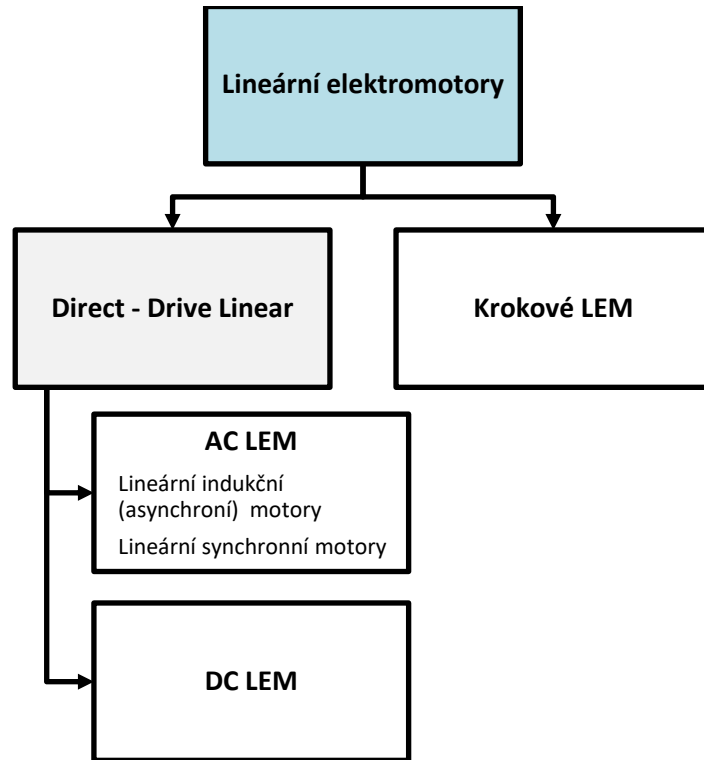 Lineární elektromotory
Direct - Drive Linear
Krokové LEM
AC LEM
Lineární indukční
(asynchroní) motory
Lineární synchronní motory
DC LEM